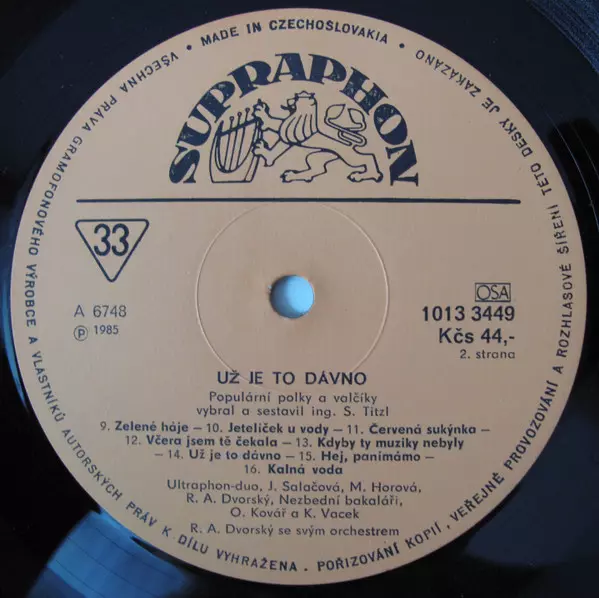 VŠECHNA PRÁVA GRAMOFONOVÉHO VÝROBCE A VLASTNÍKŮ AUTORSKÝCH PRÁV K DÍLU VYHRAŽENA. • POŘIZOVÁNÍ KOPIÍ, VEŘEJNÉ PROVOZOVÁNÍ A ROZHLASOVÉ ŠÍŘENÍ TÉTO DESKY JE ZAKÁZÁNO
• MADE IN CZECHOSLOVAKIA •
SUPRAPHON
33
A 6748
Ⓟ 1985
OSA
1013 3449
Kčs 44,-
2. strana
UŽ JE TO DÁVNO
Populární polky a valčíky
vybral a sestavil ing. S. Titzl
9. Zelené háje – 10. Jetelíček u vody – 11. Červená sukýnka –
12. Včera jsem tě čekala – 13. Kdyby ty muziky nebyly
– 14. Už je to dávno – 15. Hej, panímámo –
16. Kalná voda
Ultraphon-duo, J. Salačová, M. Horová,
R. A. Dvorský, Nezbední bakaláři,
O. Kovář a K. Vacek
R. A. Dvorský se svým orchestrem